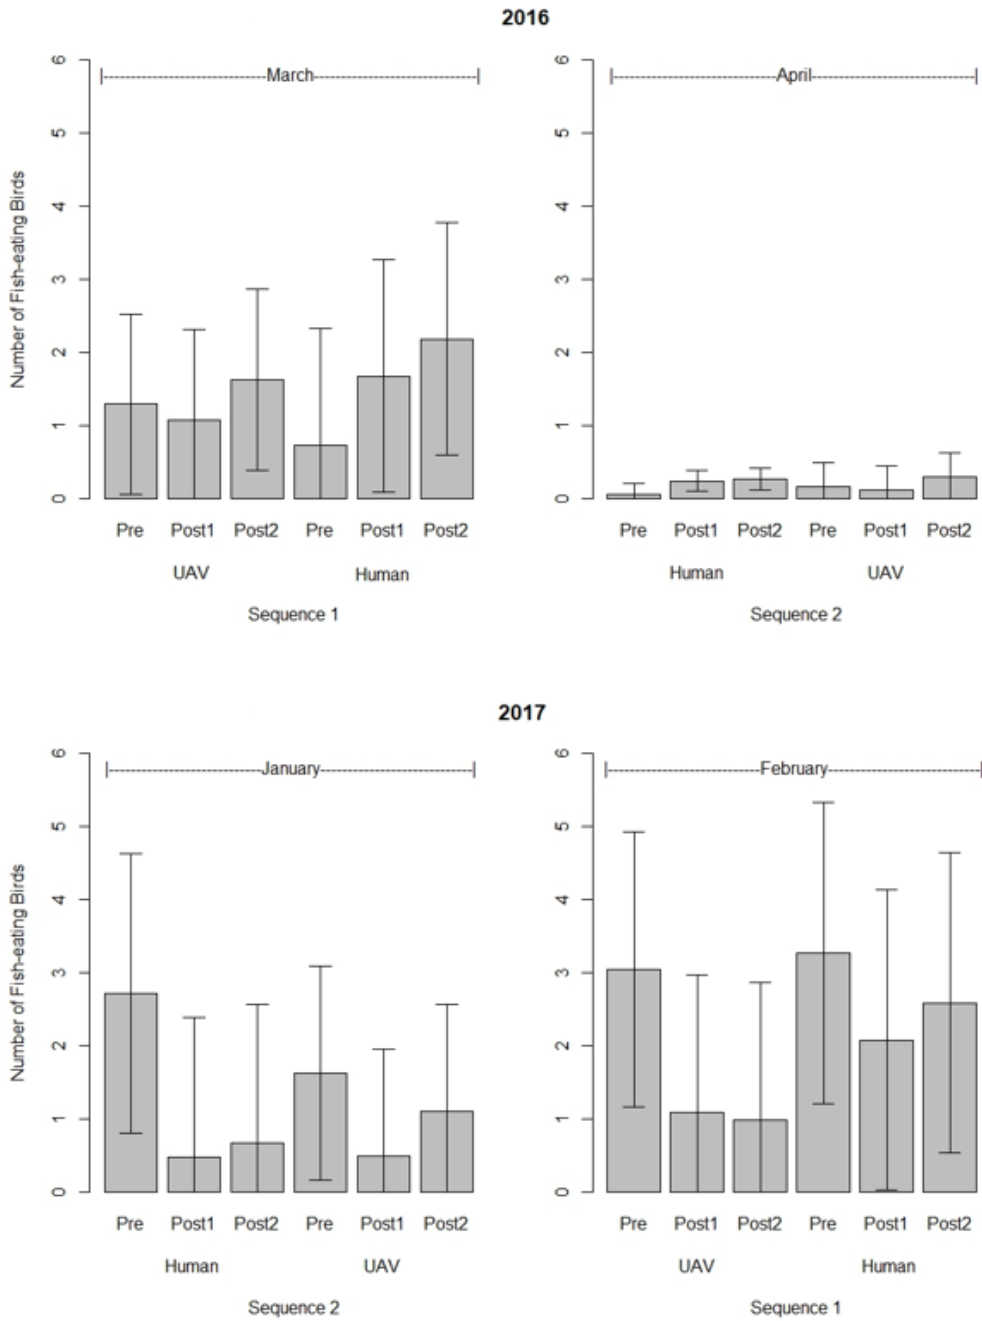 2016
|------------------------March------------------------|
|------------------------April------------------------|
Number of Fish-eating Birds
6
5
4
3
2
1
0
6
5
4
3
2
1
0
Pre Post1 Post2 Pre Post1 Post2
Pre Post1 Post2 Pre Post1 Post2
UAV Human
Human UAV
Sequence 1
Sequence 2
2017
|------------------------January------------------------|
|------------------------February------------------------|
Number of Fish-eating Birds
6
5
4
3
2
1
0
6
5
4
3
2
1
0
Pre Post1 Post2 Pre Post1 Post2
Pre Post1 Post2 Pre Post1 Post2
Human UAV
UAV Human
Sequence 2
Sequence 1